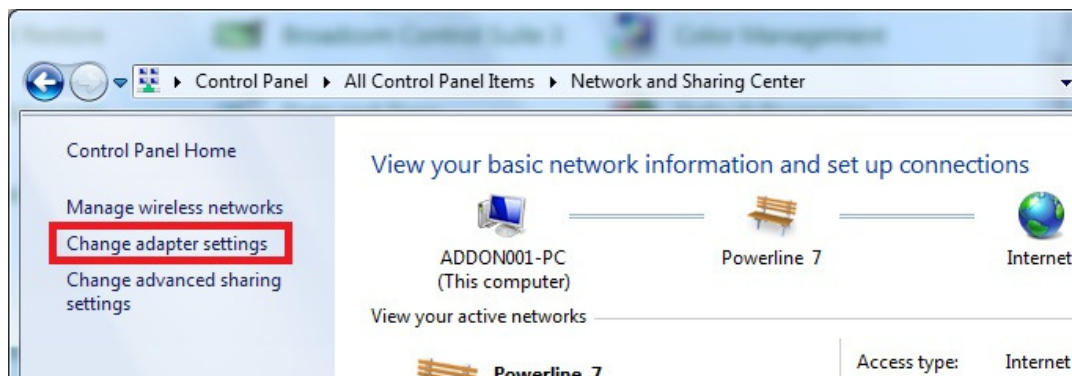 Control Panel ▸ All Control Panel Items ▸ Network and Sharing Center
Control Panel Home
Manage wireless networks
Change adapter settings
Change advanced sharing
settings
View your basic network information and set up connections
ADDON001-PC
(This computer)
Powerline 7
Internet
View your active networks
Powerline 7
Access type:
Internet